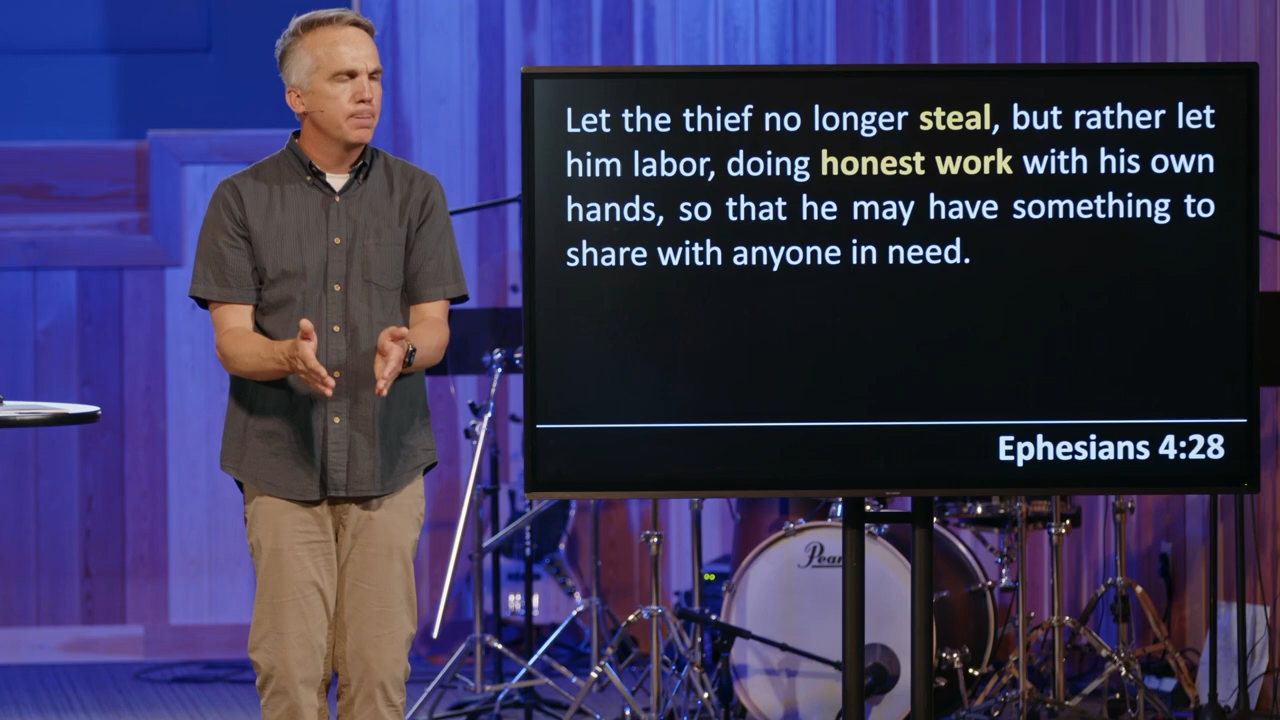 Let the thief no longer steal, but rather let
him labor, doing honest work with his own
hands, so that he may have something to
share with anyone in need.
Ephesians 4:28
Pearl